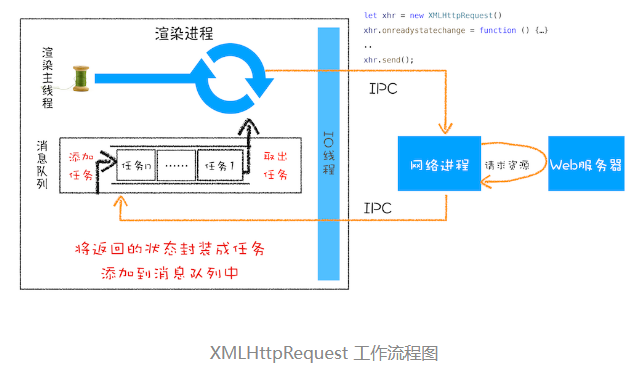 let xhr = new XMLHttpRequest()
xhr.onreadystatechange = function () {…}
..
xhr.send();
渲染进程
渲染主线程
IPC
IO线程
消息队列
添加
任务
任务n
……
任务1
取出
任务
网络进程
请求资源
Web服务器
IPC
将返回的状态封装成任务
添加到消息队列中
XMLHttpRequest 工作流程图